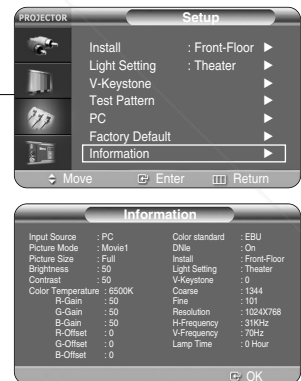 PROJECTOR
Setup
Install : Front-Floor
Light Setting : Theater
V-Keystone
Test Pattern
PC
Factory Default
Information
Move Enter Return
Information
Input Source : PC
Picture Mode : Movie1
Picture Size : Full
Brightness : 50
Contrast : 50
Color Temperature : 6500K
R-Gain : 50
G-Gain : 50
B-Gain : 50
R-Offset : 0
G-Offset : 0
B-Offset : 0
Color standard : EBU
DNIe : On
Install : Front-Floor
Light Setting : Theater
V-Keystone : 0
Coarse : 1344
Fine : 101
Resolution : 1024X768
H-Frequency : 31KHz
V-Frequency : 70Hz
Lamp Time : 0 Hour
OK